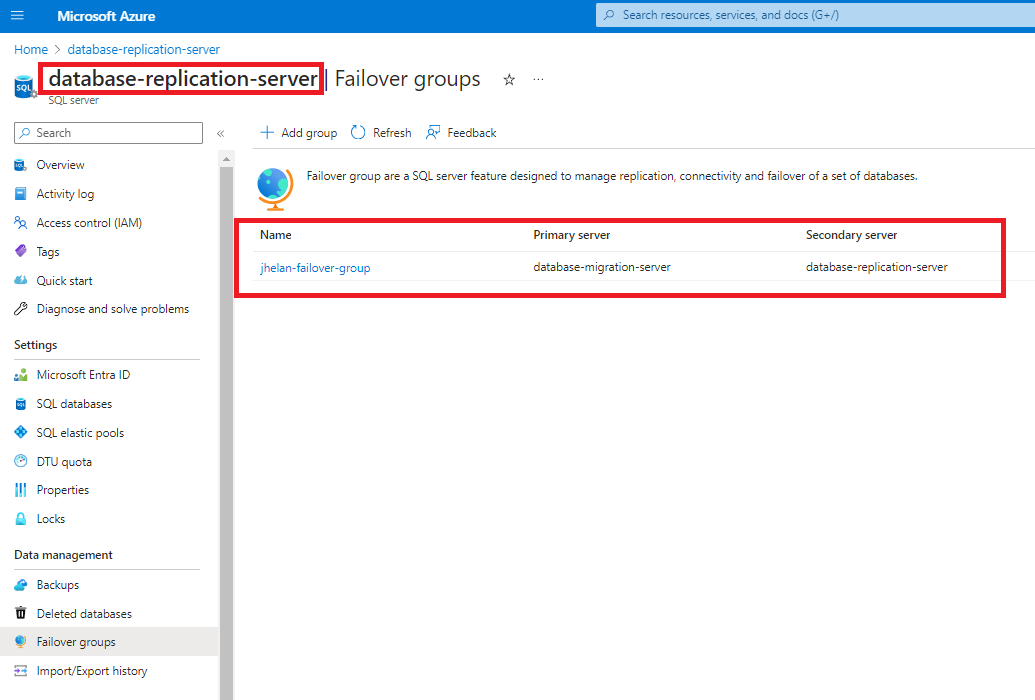 Microsoft Azure
Search resources, services, and docs (G+/)
Home > database-replication-server
database-replication-server | Failover groups
SQL server
Search
Overview
Activity log
Access control (IAM)
Tags
Quick start
Diagnose and solve problems
Settings
Microsoft Entra ID
SQL databases
SQL elastic pools
DTU quota
Properties
Locks
Data management
Backups
Deleted databases
Failover groups
Import/Export history
Add group Refresh Feedback
Failover group are a SQL server feature designed to manage replication, connectivity and failover of a set of databases.
Name Primary server Secondary server
jhelan-failover-group database-migration-server database-replication-server